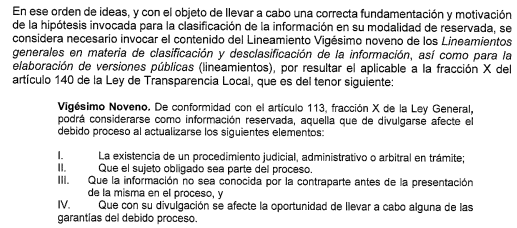 En ese orden de ideas, y con el objeto de llevar a cabo una correcta fundamentación y motivación
de la hipótesis invocada para la clasificación de la información en su modalidad de reservada, se
considera necesario invocar el contenido del Lineamiento Vigésimo noveno de los Lineamientos
generales en materia de clasificación y desclasificación de la información, así como para la
elaboración de versiones públicas (lineamientos), por resultar el aplicable a la fracción X del
artículo 140 de la Ley de Transparencia Local, que es del tenor siguiente:
Vigésimo Noveno. De conformidad con el artículo 113, fracción X de la Ley General,
podrá considerarse como información reservada, aquella que de divulgarse afecte el
debido proceso al actualizarse los siguientes elementos:
I. La existencia de un procedimiento judicial, administrativo o arbitral en trámite;
II. Que el sujeto obligado sea parte del proceso.
III. Que la información no sea conocida por la contraparte antes de la presentación
de la misma en el proceso, y
IV. Que con su divulgación se afecte la oportunidad de llevar a cabo alguna de las
garantías del debido proceso.